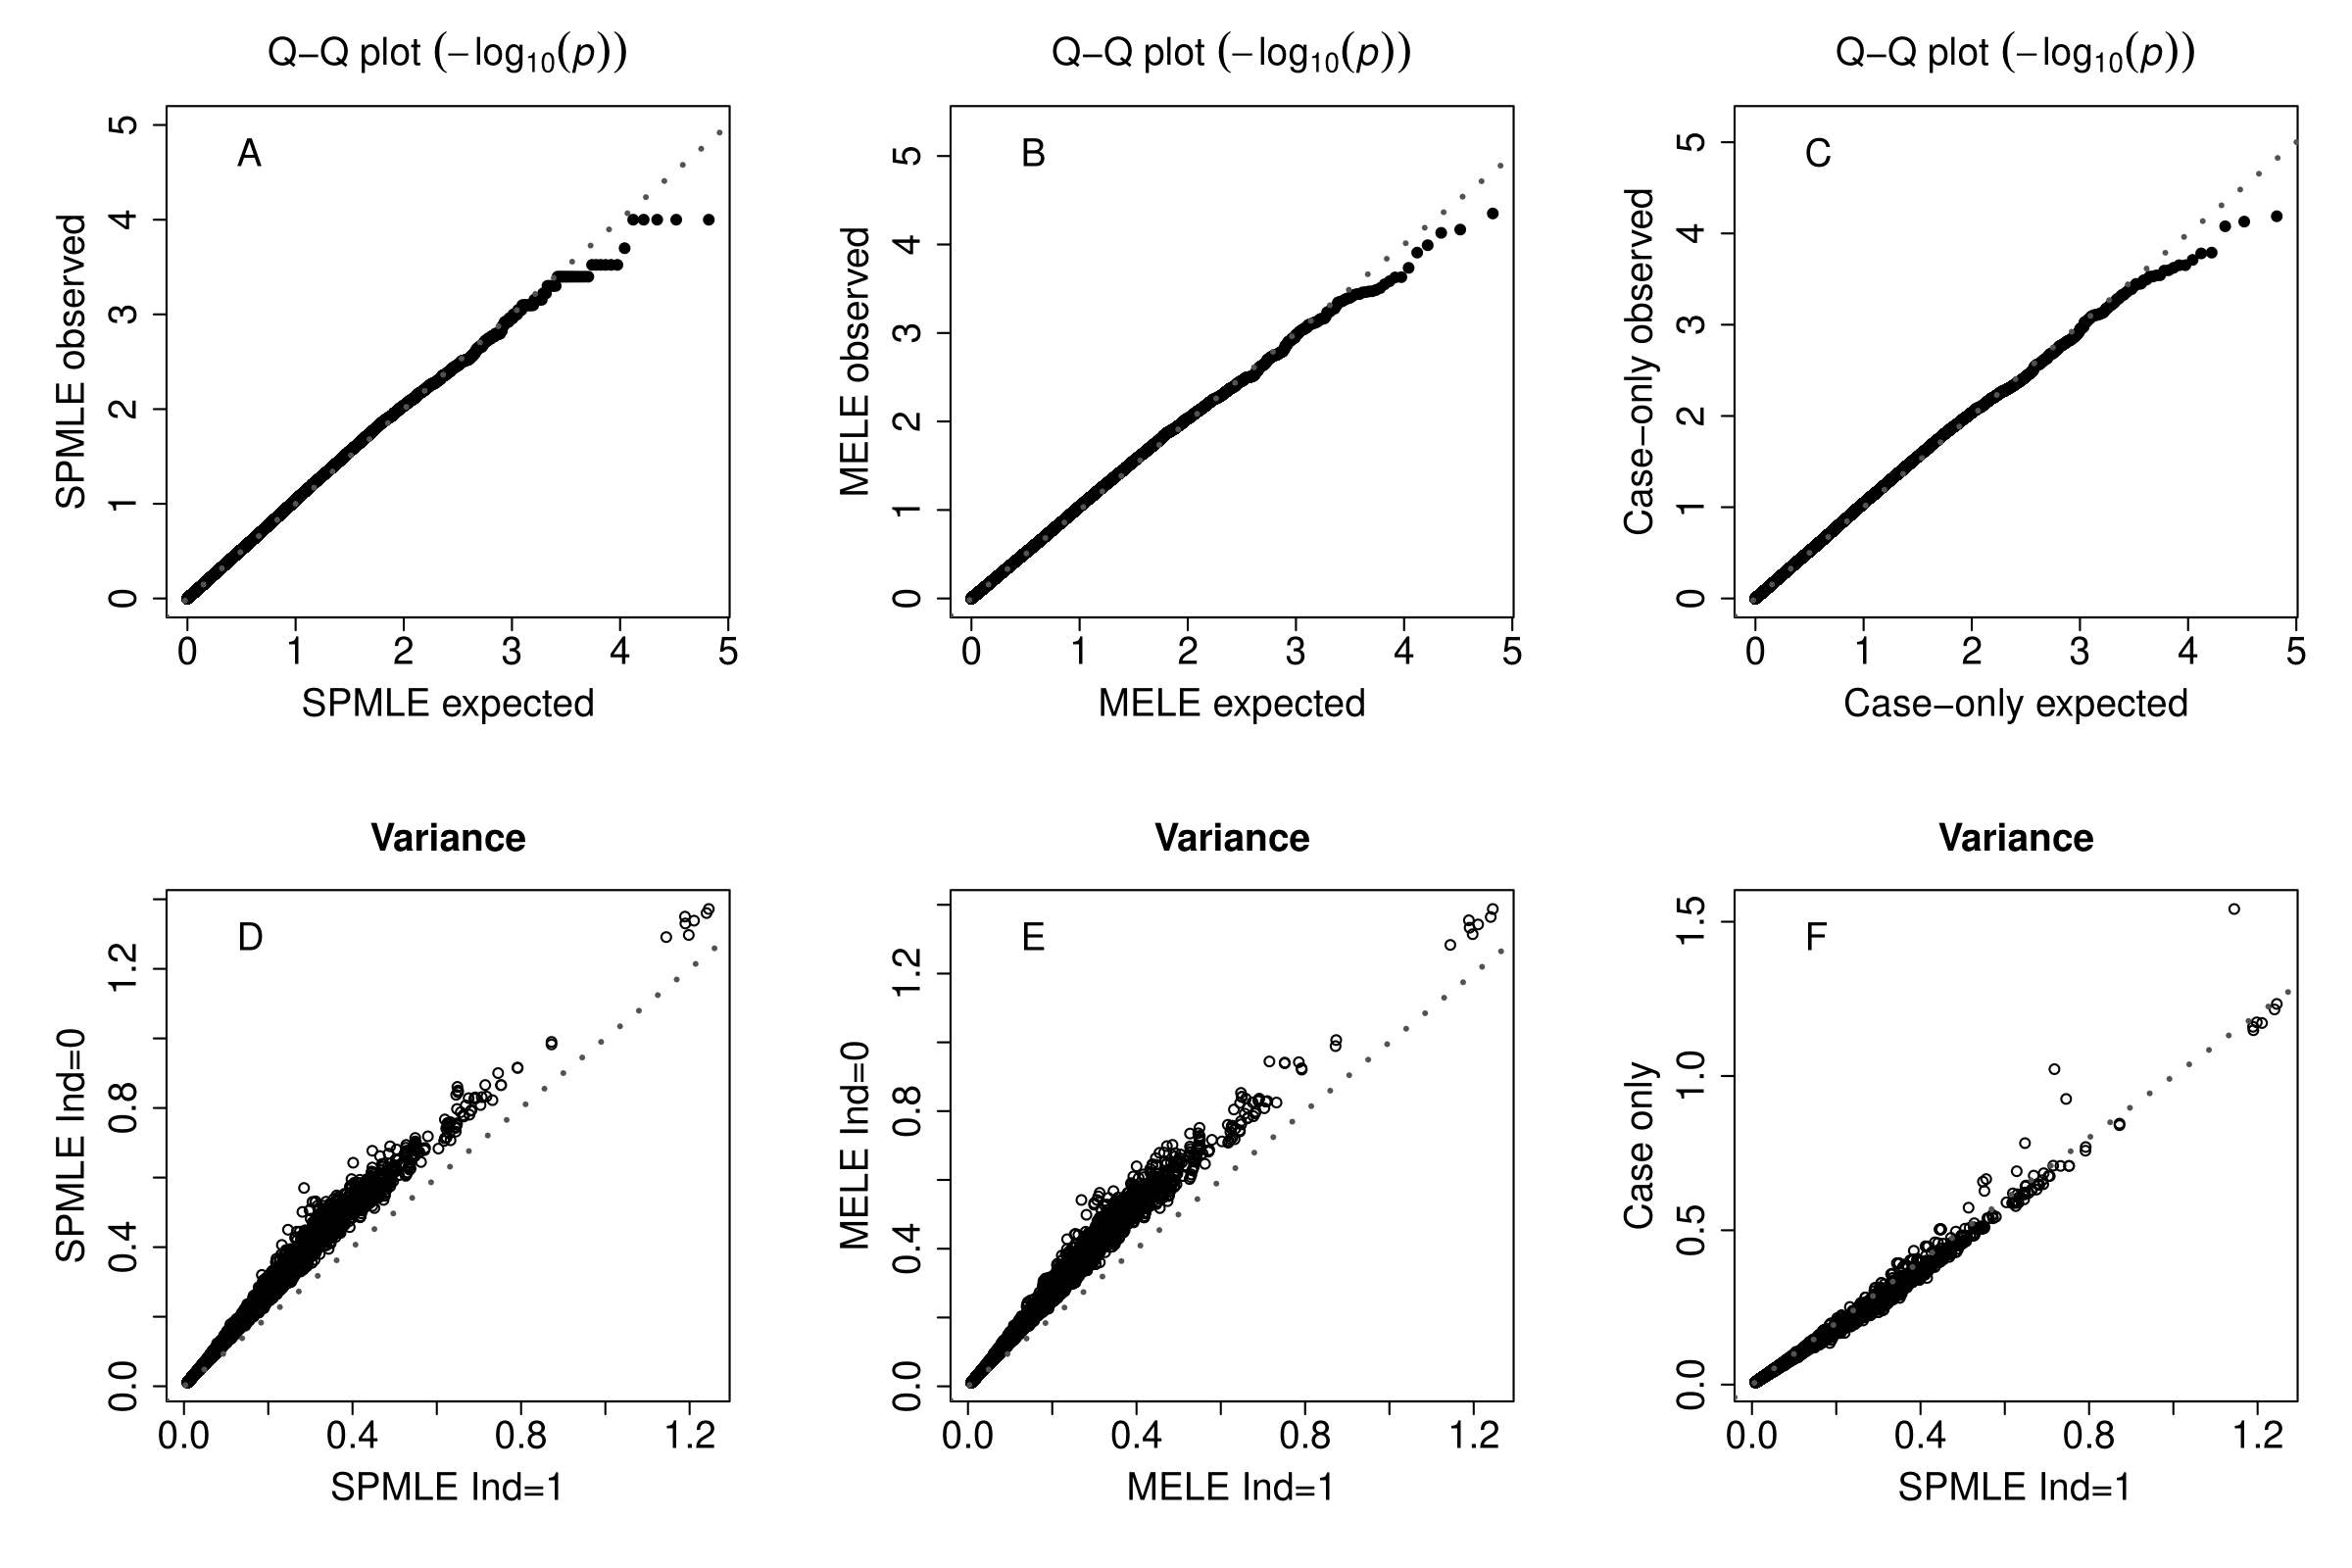 Q−Q plot (−log10(p))
A
SPMLE observed
0 1 2 3 4 5
0 1 2 3 4 5
SPMLE expected
Q−Q plot (−log10(p))
B
MELE observed
0 1 2 3 4 5
0 1 2 3 4 5
MELE expected
Q−Q plot (−log10(p))
C
Case−only observed
0 1 2 3 4 5
0 1 2 3 4 5
Case−only expected
Variance
D
SPMLE Ind=0
0.0 0.4 0.8 1.2
0.0 0.4 0.8 1.2
SPMLE Ind=1
Variance
E
MELE Ind=0
0.0 0.4 0.8 1.2
0.0 0.4 0.8 1.2
MELE Ind=1
Variance
F
Case only
0.0 0.5 1.0 1.5
0.0 0.4 0.8 1.2
SPMLE Ind=1